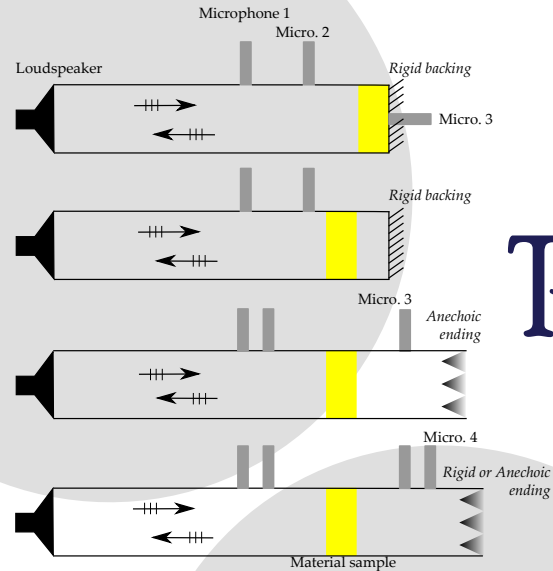 Microphone 1
Micro. 2
Loudspeaker
Rigid backing
Micro. 3
Rigid backing
Micro. 3
Anechoic
ending
Micro. 4
Rigid or Anechoic
ending
Material sample